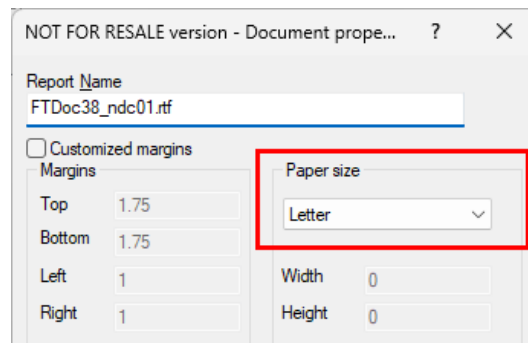 NOT FOR RESALE version - Document prope... ? ×
Report Name
FTDoc38_ndc01.rtf
Customized margins
Margins Paper size
Top 1.75 Letter
Bottom 1.75
Left 1 Width 0
Right 1 Height 0